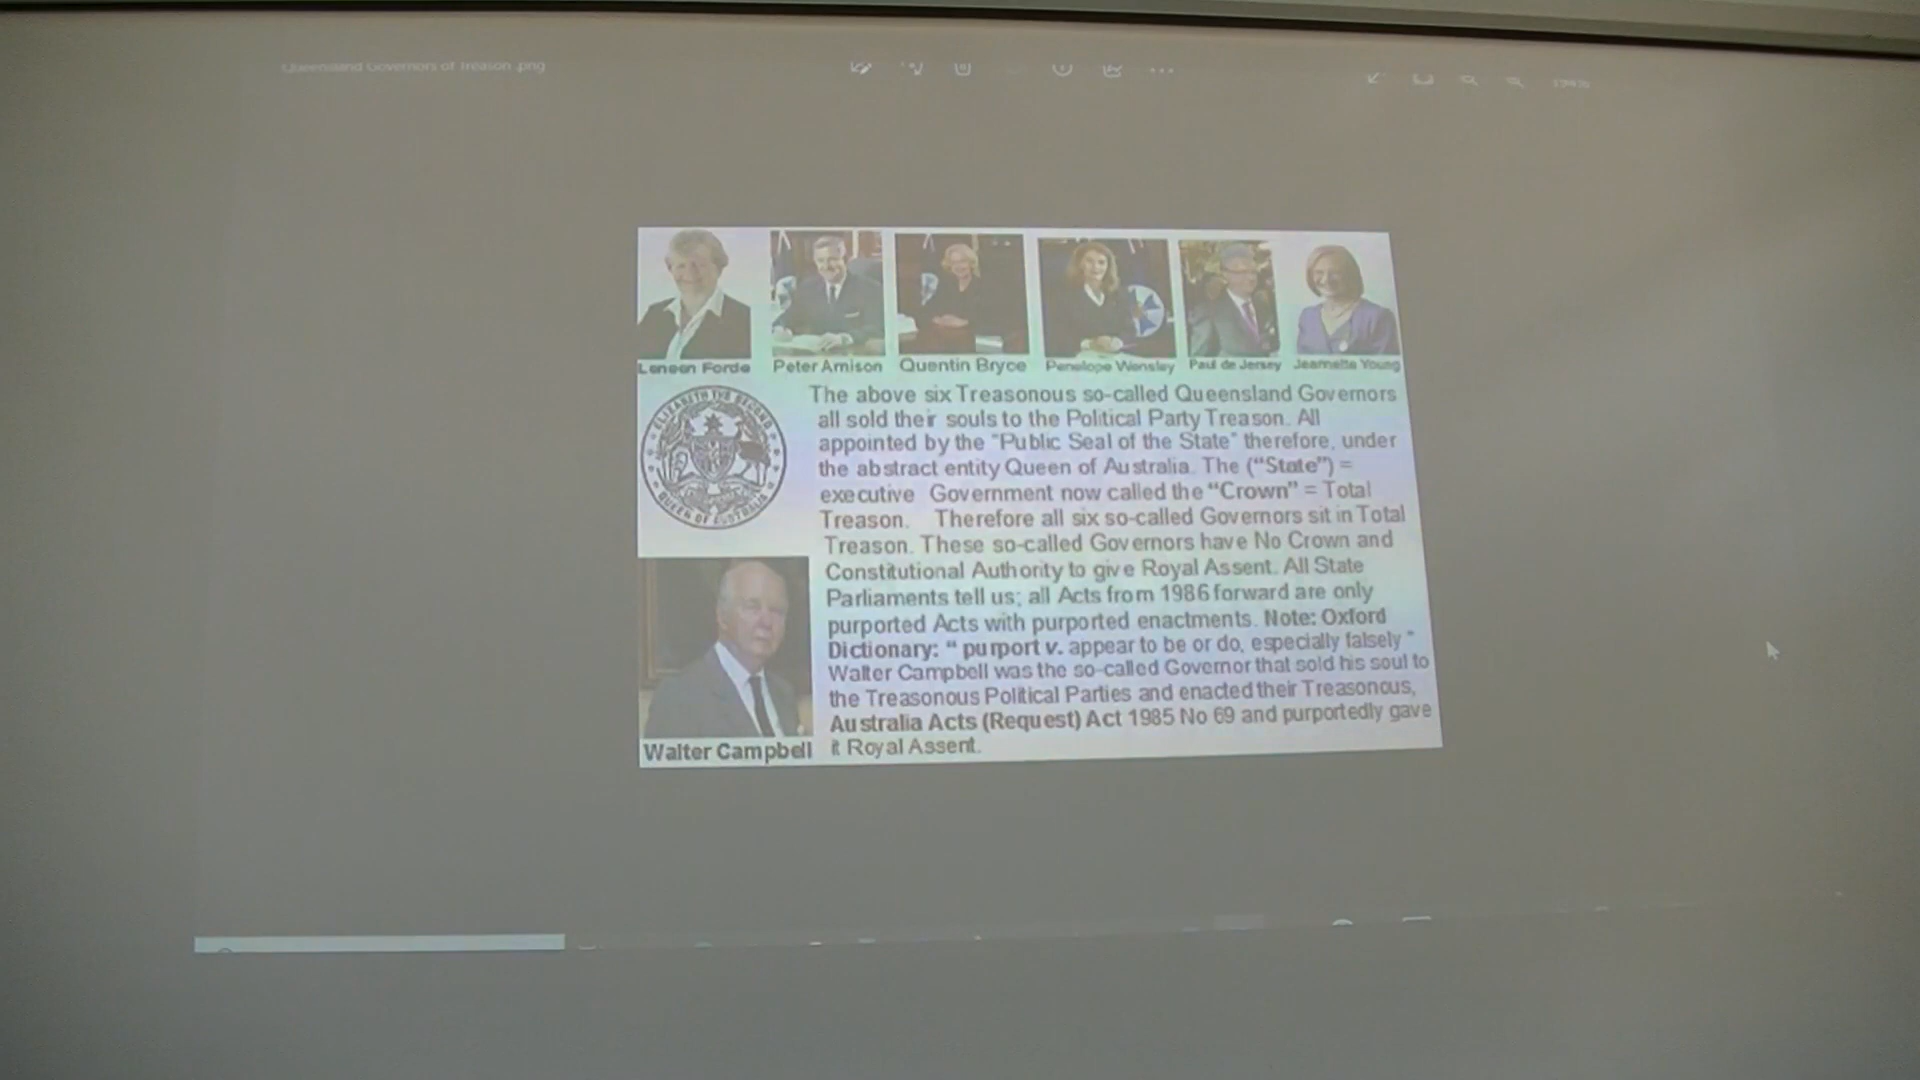 Queensland Governors of Treason .png
Leneen Forde
Peter Arnison
Quentin Bryce
Penelope Wensley
Paul de Jersey
Jeannette Young
ELIZABETH THE SECOND
QUEEN OF AUSTRALIA
The above six Treasonous so-called Queensland Governors
all sold their souls to the Political Party Treason. All
appointed by the "Public Seal of the State" therefore, under
the abstract entity Queen of Australia. The (“State”) =
executive Government now called the “Crown” = Total
Treason. Therefore all six so-called Governors sit in Total
Treason. These so-called Governors have No Crown and
Constitutional Authority to give Royal Assent. All State
Parliaments tell us; all Acts from 1986 forward are only
purported Acts with purported enactments. Note: Oxford
Dictionary: “ purport v. appear to be or do, especially falsely ”
Walter Campbell was the so-called Governor that sold his soul to
the Treasonous Political Parties and enacted their Treasonous,
Australia Acts (Request) Act 1985 No 69 and purportedly gave
it Royal Assent.
Walter Campbell